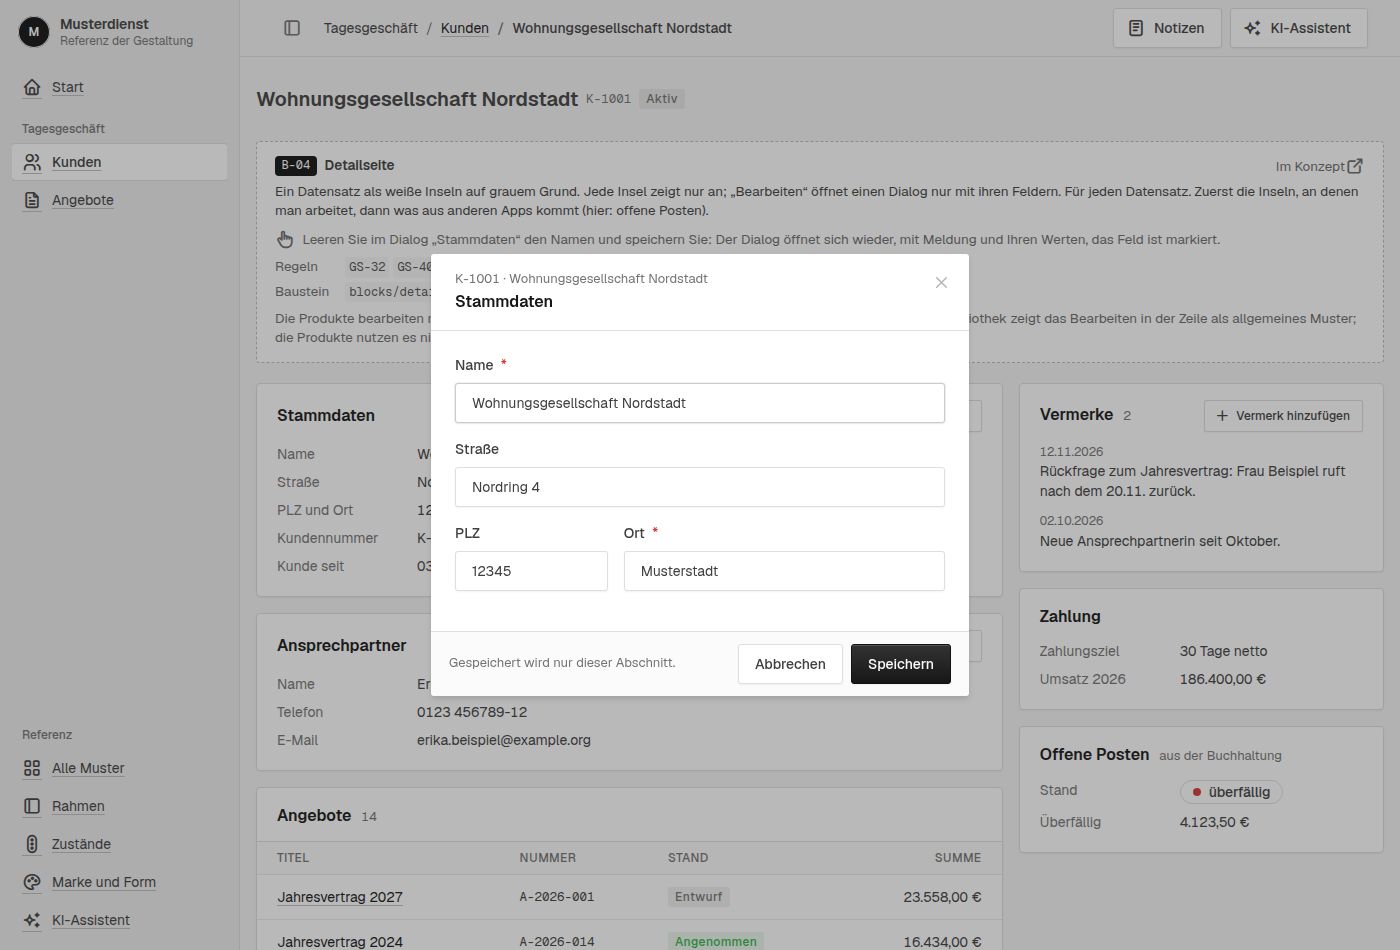 M
Musterdienst
Referenz der Gestaltung
Start
Tagesgeschäft
Kunden
Angebote
Referenz
Alle Muster
Rahmen
Zustände
Marke und Form
KI-Assistent
Tagesgeschäft / Kunden / Wohnungsgesellschaft Nordstadt
Notizen
KI-Assistent
Wohnungsgesellschaft Nordstadt K-1001 Aktiv
B-04 Detailseite
Im Konzept
Ein Datensatz als weiße Inseln auf grauem Grund. Jede Insel zeigt nur an; „Bearbeiten“ öffnet einen Dialog nur mit ihren Feldern. Für jeden Datensatz. Zuerst die Inseln, an denen
man arbeitet, dann was aus anderen Apps kommt (hier: offene Posten).
Leeren Sie im Dialog „Stammdaten“ den Namen und speichern Sie: Der Dialog öffnet sich wieder, mit Meldung und Ihren Werten, das Feld ist markiert.
Regeln GS-32
Baustein
Die Produkte bearbeiten zeigt das Bearbeiten in der Zeile als allgemeines Muster;
die Produkte nutzen es
K-1001 · Wohnungsgesellschaft Nordstadt
Stammdaten
Name *
Wohnungsgesellschaft Nordstadt
Straße
Nordring 4
PLZ
Ort *
12345
Musterstadt
Gespeichert wird nur dieser Abschnitt.
Abbrechen
Speichern
Stammdaten
Name
Straße
PLZ und Ort
Kundennummer
Kunde seit
Ansprechpartner
Name
Telefon 0123 456789-12
E-Mail erika.beispiel@example.org
Angebote 14
TITEL NUMMER STAND SUMME
Jahresvertrag 2027 A-2026-001 Entwurf 23.558,00 €
Jahresvertrag 2024 A-2026-014 Angenommen 16.434,00 €
Vermerke 2
Vermerk hinzufügen
12.11.2026
Rückfrage zum Jahresvertrag: Frau Beispiel ruft
nach dem 20.11. zurück.
02.10.2026
Neue Ansprechpartnerin seit Oktober.
Zahlung
Zahlungsziel 30 Tage netto
Umsatz 2026 186.400,00 €
Offene Posten aus der Buchhaltung
Stand überfällig
Überfällig 4.123,50 €